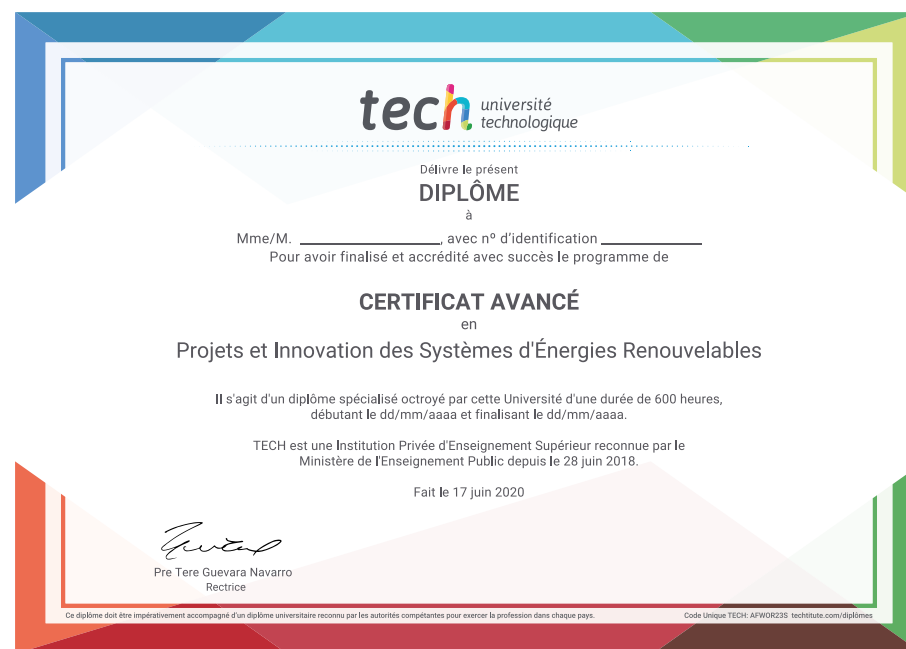 tech université
technologique
Délivre le présent
DIPLÔME
à
Mme/M. ____________________, avec nº d'identification ______________
Pour avoir finalisé et accrédité avec succès le programme de
CERTIFICAT AVANCÉ
en
Projets et Innovation des Systèmes d'Énergies Renouvelables
Il s'agit d'un diplôme spécialisé octroyé par cette Université d'une durée de 600 heures,
débutant le dd/mm/aaaa et finalisant le dd/mm/aaaa.
TECH est une Institution Privée d'Enseignement Supérieur reconnue par le
Ministère de l'Enseignement Public depuis le 28 juin 2018.
Fait le 17 juin 2020
Pre Tere Guevara Navarro
Rectrice
Ce diplôme doit être impérativement accompagné d'un diplôme universitaire reconnu par les autorités compétentes pour exercer la profession dans chaque pays.
Code Unique TECH: AFWOR23S techtitute.com/diplômes